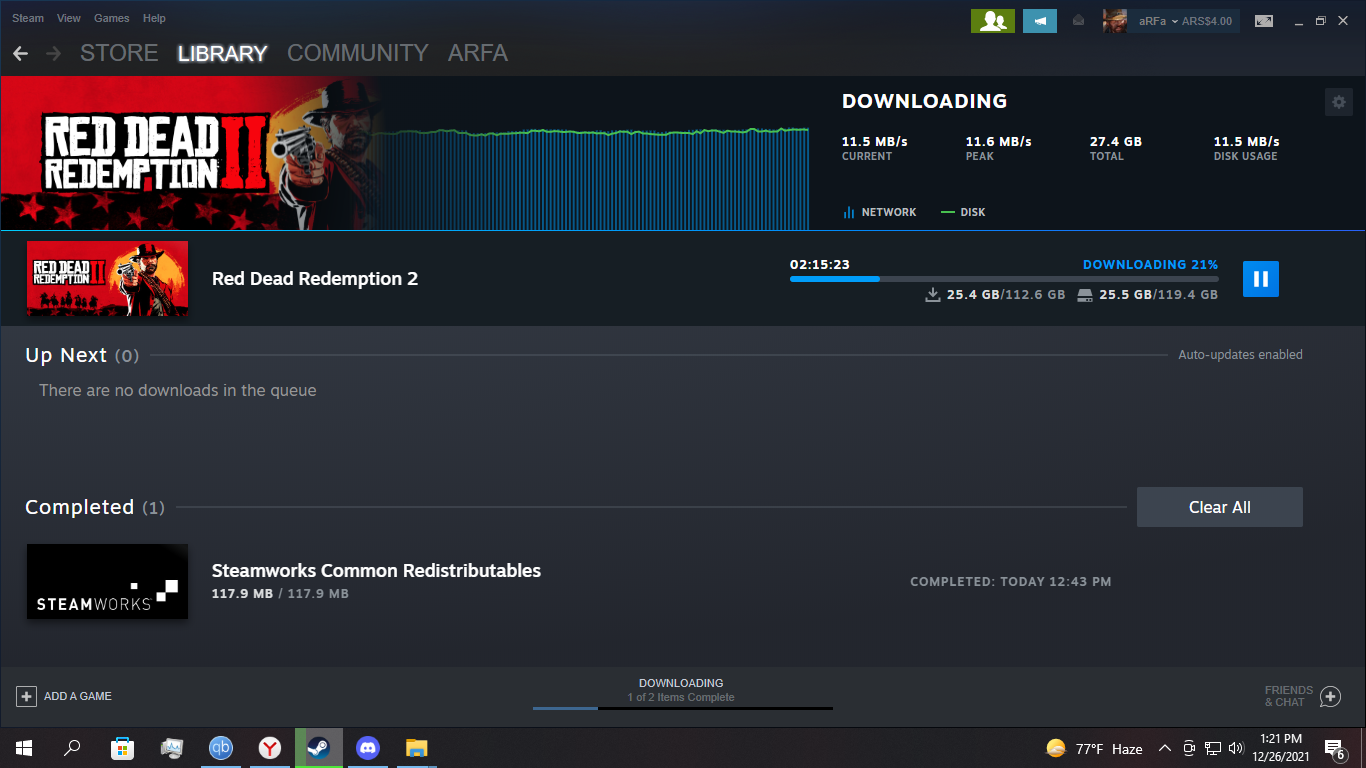 Steam View Games Help
aRFa ARS$4.00
STORE LIBRARY COMMUNITY ARFA
RED DEAD
REDEMPTION II
DOWNLOADING
11.5 MB/s 11.6 MB/s 27.4 GB 11.5 MB/s
CURRENT PEAK TOTAL DISK USAGE
NETWORK DISK
RED DEAD
REDEMPTION II
Red Dead Redemption 2
02:15:23 DOWNLOADING 21%
25.4 GB/112.6 GB 25.5 GB/119.4 GB
Up Next (0) Auto-updates enabled
There are no downloads in the queue
Completed (1) Clear All
STEAMWORKS
Steamworks Common Redistributables
117.9 MB / 117.9 MB
COMPLETED: TODAY 12:43 PM
ADD A GAME
DOWNLOADING
1 of 2 Items Complete
FRIENDS
& CHAT
qb
Y
77°F Haze
1:21 PM
12/26/2021
6